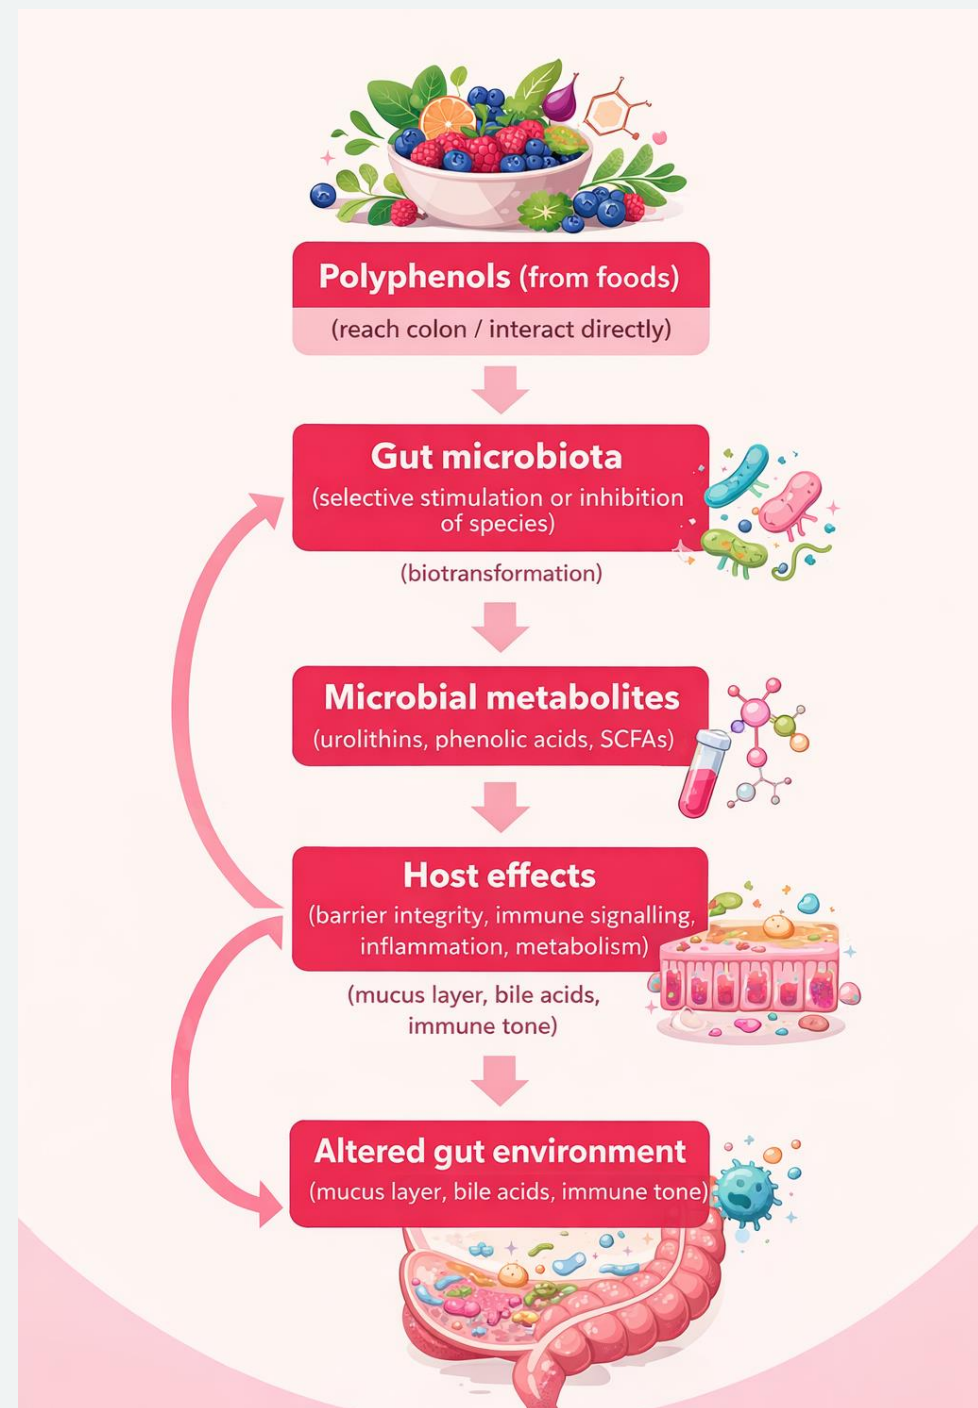 Polyphenols (from foods)
(reach colon / interact directly)
Gut microbiota
(selective stimulation or inhibition
of species)
(biotransformation)
Microbial metabolites
(urolithins, phenolic acids, SCFAs)
Host effects
(barrier integrity, immune signalling,
inflammation, metabolism)
(mucus layer, bile acids,
immune tone)
Altered gut environment
(mucus layer, bile acids, immune tone)